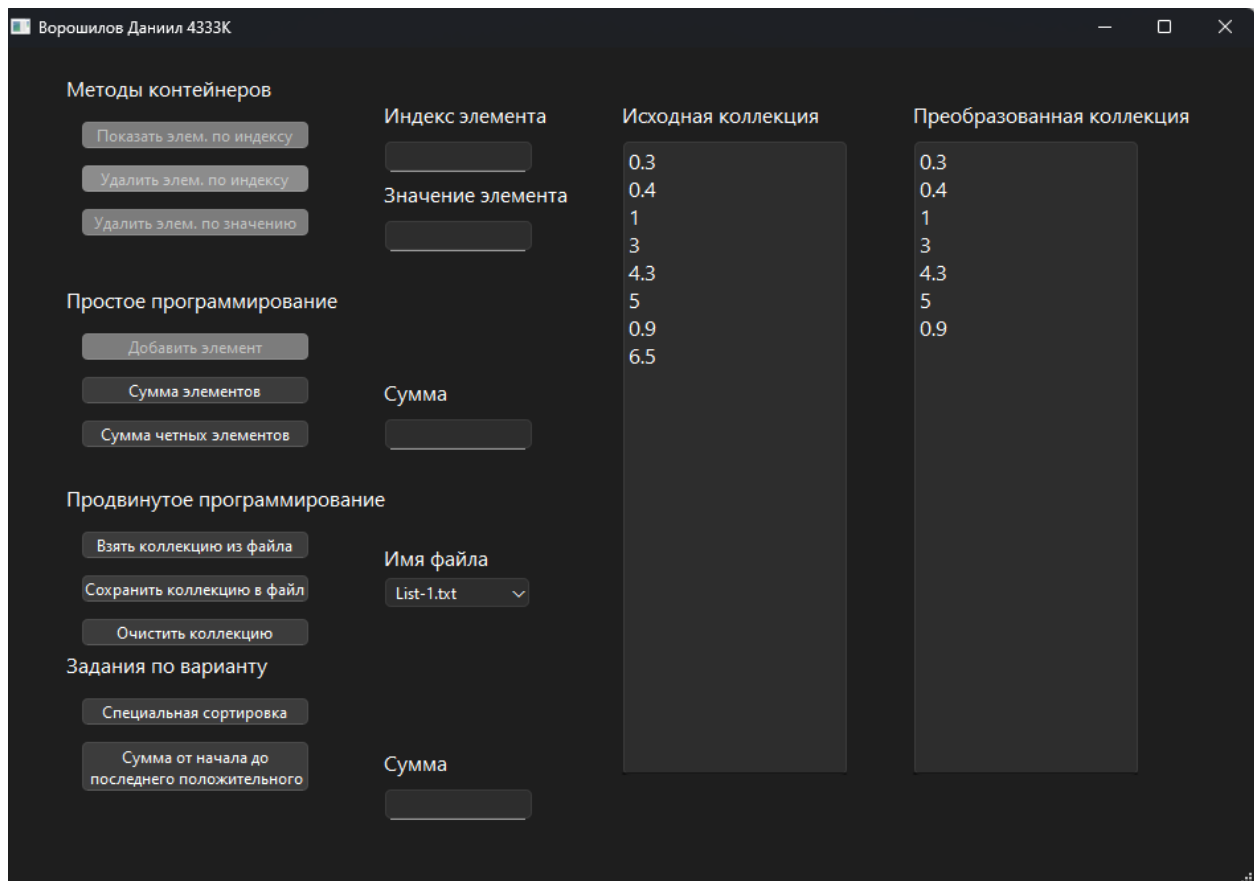 Ворошилов Даниил 4333К
Методы контейнеров
Показать элем. по индексу
Удалить элем. по индексу
Удалить элем. по значению
Индекс элемента
Значение элемента
Простое программирование
Добавить элемент
Сумма элементов
Сумма четных элементов
Сумма
Продвинутое программирование
Взять коллекцию из файла
Сохранить коллекцию в файл
Очистить коллекцию
Имя файла
List-1.txt
Задания по варианту
Специальная сортировка
Сумма от начала до
последнего положительного
Сумма
Исходная коллекция
0.3
0.4
1
3
4.3
5
0.9
6.5
Преобразованная коллекция
0.3
0.4
1
3
4.3
5
0.9